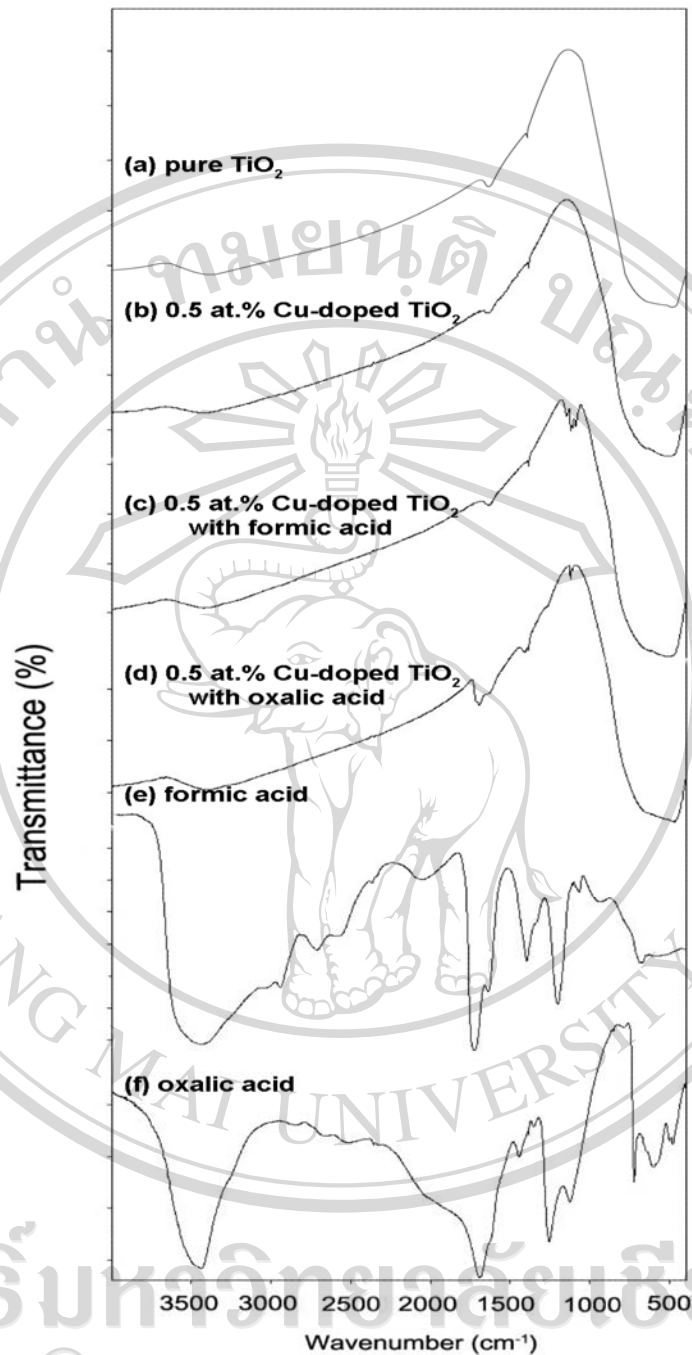 (a) pure TiO₂
(b) 0.5 at.% Cu-doped TiO₂
(c) 0.5 at.% Cu-doped TiO₂
with formic acid
(d) 0.5 at.% Cu-doped TiO₂
with oxalic acid
(e) formic acid
(f) oxalic acid
Transmittance (%)
3500 3000 2500 2000 1500 1000 500
Wavenumber (cm⁻¹)
MAI UNIVERSITY